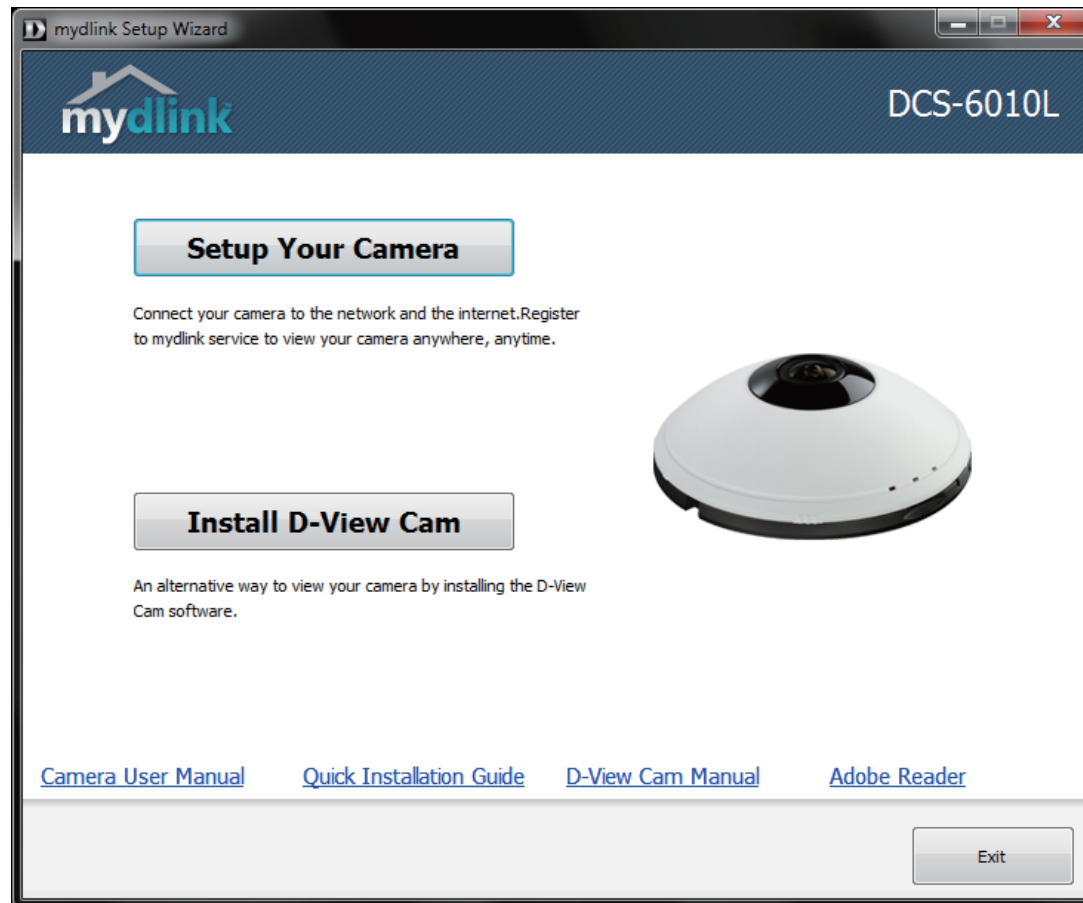 mydlink Setup Wizard
mydlink
DCS-6010L
Setup Your Camera
Connect your camera to the network and the internet.Register
to mydlink service to view your camera anywhere, anytime.
Install D-View Cam
An alternative way to view your camera by installing the D-View
Cam software.
Camera User Manual Quick Installation Guide D-View Cam Manual Adobe Reader
Exit